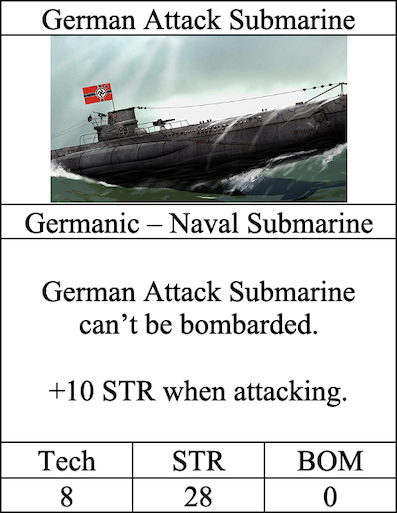 German Attack Submarine
Germanic – Naval Submarine
German Attack Submarine
can’t be bombarded.
+10 STR when attacking.
Tech STR BOM
8 28 0